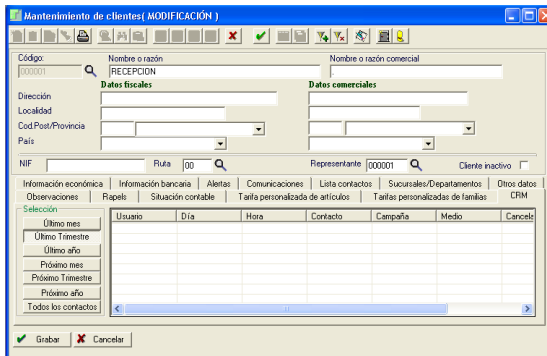 Mantenimiento de clientes( MODIFICACIÓN )
Código:
Nombre o razón
Nombre o razón comercial
000001
RECEPCION
.
Datos fiscales
Datos comerciales
Dirección
Localidad
Cod.Post/Provincia
País
NIF
Ruta
00
Representante
000001
Cliente inactivo
Información económica
Información bancaria
Alertas
Comunicaciones
Lista contactos
Sucursales/Departamentos
Otros datos
Observaciones
Rapels
Situación contable
Tarifa personalizada de artículos
Tarifas personalizadas de familias
CRM
Selección
Último mes
Último Trimestre
Último año
Próximo mes
Próximo Trimestre
Próximo año
Todos los contactos
Usuario
Día
Hora
Contacto
Campaña
Medio
Cancela
Grabar
Cancelar